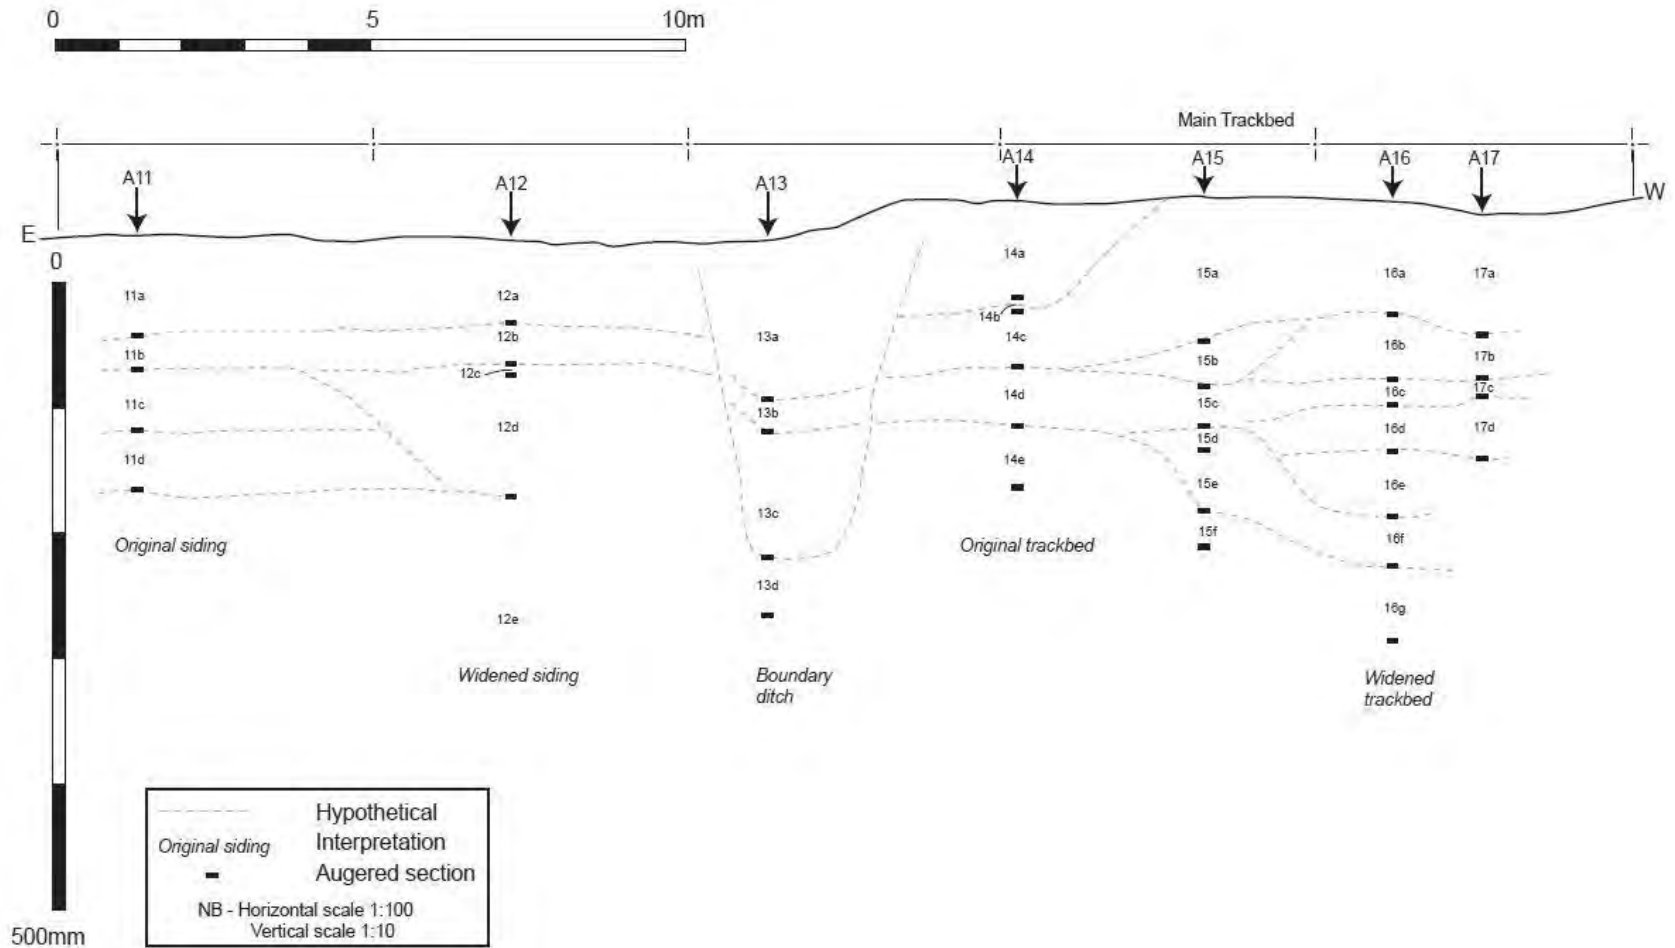 0 5 10m
Main Trackbed
A11 A12 A13 A14 A15 A16 A17
E W
0
11a 12a 13a 14a 15a 16a 17a
11b 12b 13b 14b 15b 16b 17b
11c 12c 13c 14c 15c 16c 17c
11d 12d 13d 14d 15d 16d 17d
12e 14e 15e 16e
15f 16f
16g
Original siding
Original trackbed
Widened siding
Boundary
ditch
Widened
trackbed
Hypothetical
Original siding Interpretation
Augered section
NB - Horizontal scale 1:100
Vertical scale 1:10
500mm